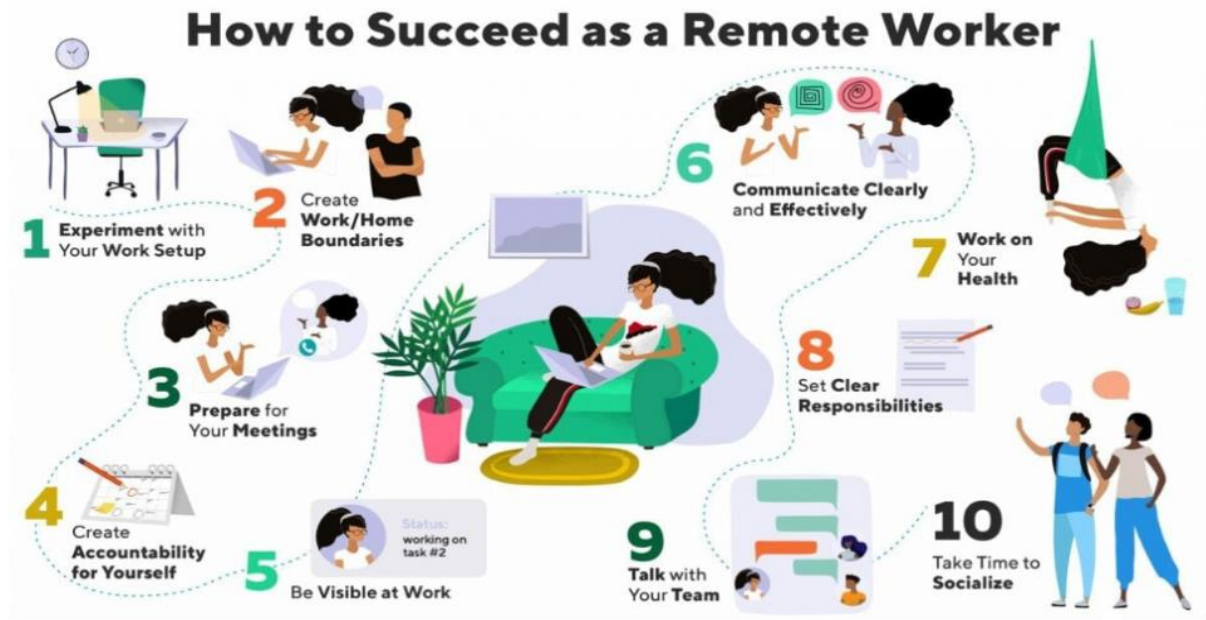 How to Succeed as a Remote Worker
1 Experiment with
Your Work Setup
2 Create
Work/Home
Boundaries
3 Prepare for
Your Meetings
4 Create
Accountability
for Yourself
5 Be Visible at Work
Status:
working on
task #2
6 Communicate Clearly
and Effectively
7 Work on
Your
Health
8 Set Clear
Responsibilities
9 Talk with
Your Team
10 Take Time to
Socialize